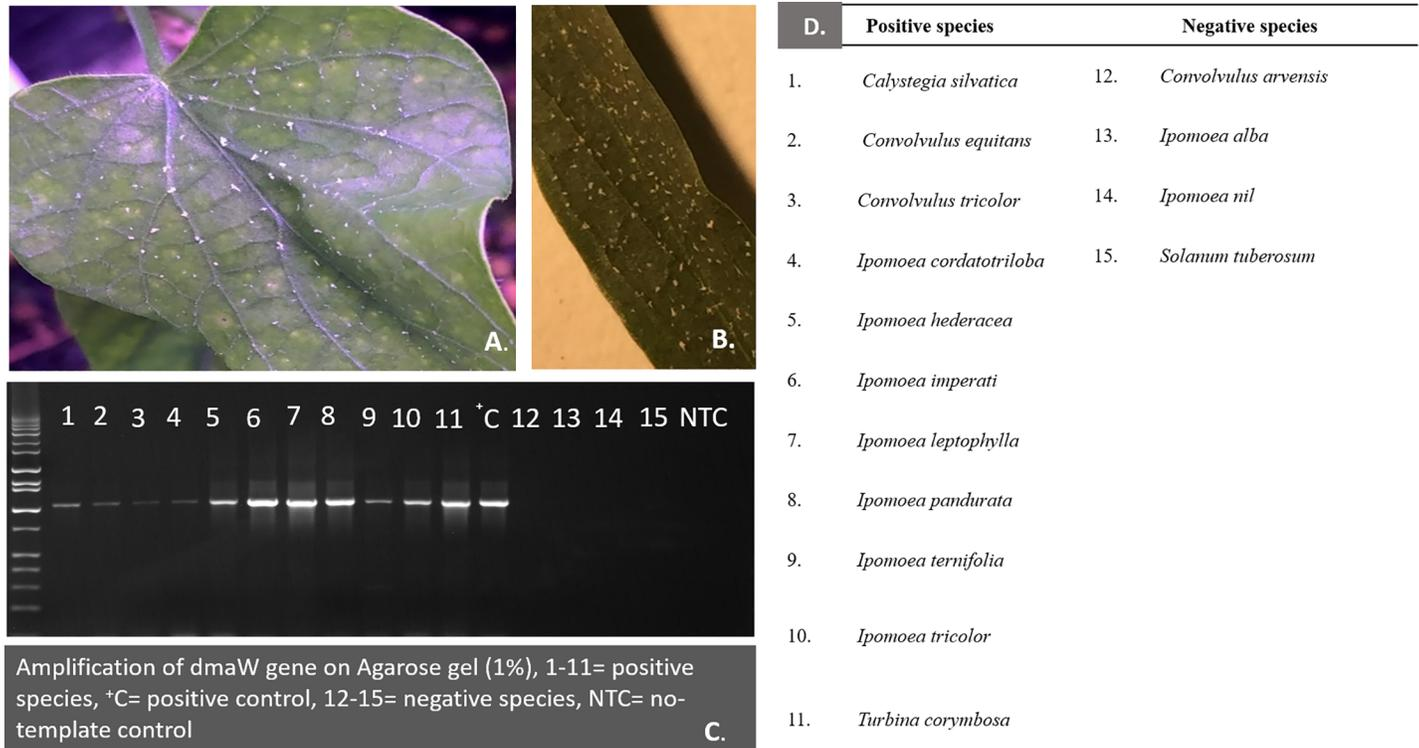 A.
B.
1 2 3 4 5 6 7 8 9 10 11 ⁺C 12 13 14 15 NTC
Amplification of dmaW gene on Agarose gel (1%), 1-11= positive
species, ⁺C= positive control, 12-15= negative species, NTC= no-
template control
C.
D. Positive species Negative species
1. Calystegia silvatica 12. Convolvulus arvensis
2. Convolvulus equitans 13. Ipomoea alba
3. Convolvulus tricolor 14. Ipomoea nil
4. Ipomoea cordatotriloba 15. Solanum tuberosum
5. Ipomoea hederacea
6. Ipomoea imperati
7. Ipomoea leptophylla
8. Ipomoea pandurata
9. Ipomoea ternifolia
10. Ipomoea tricolor
11. Turbina corymbosa